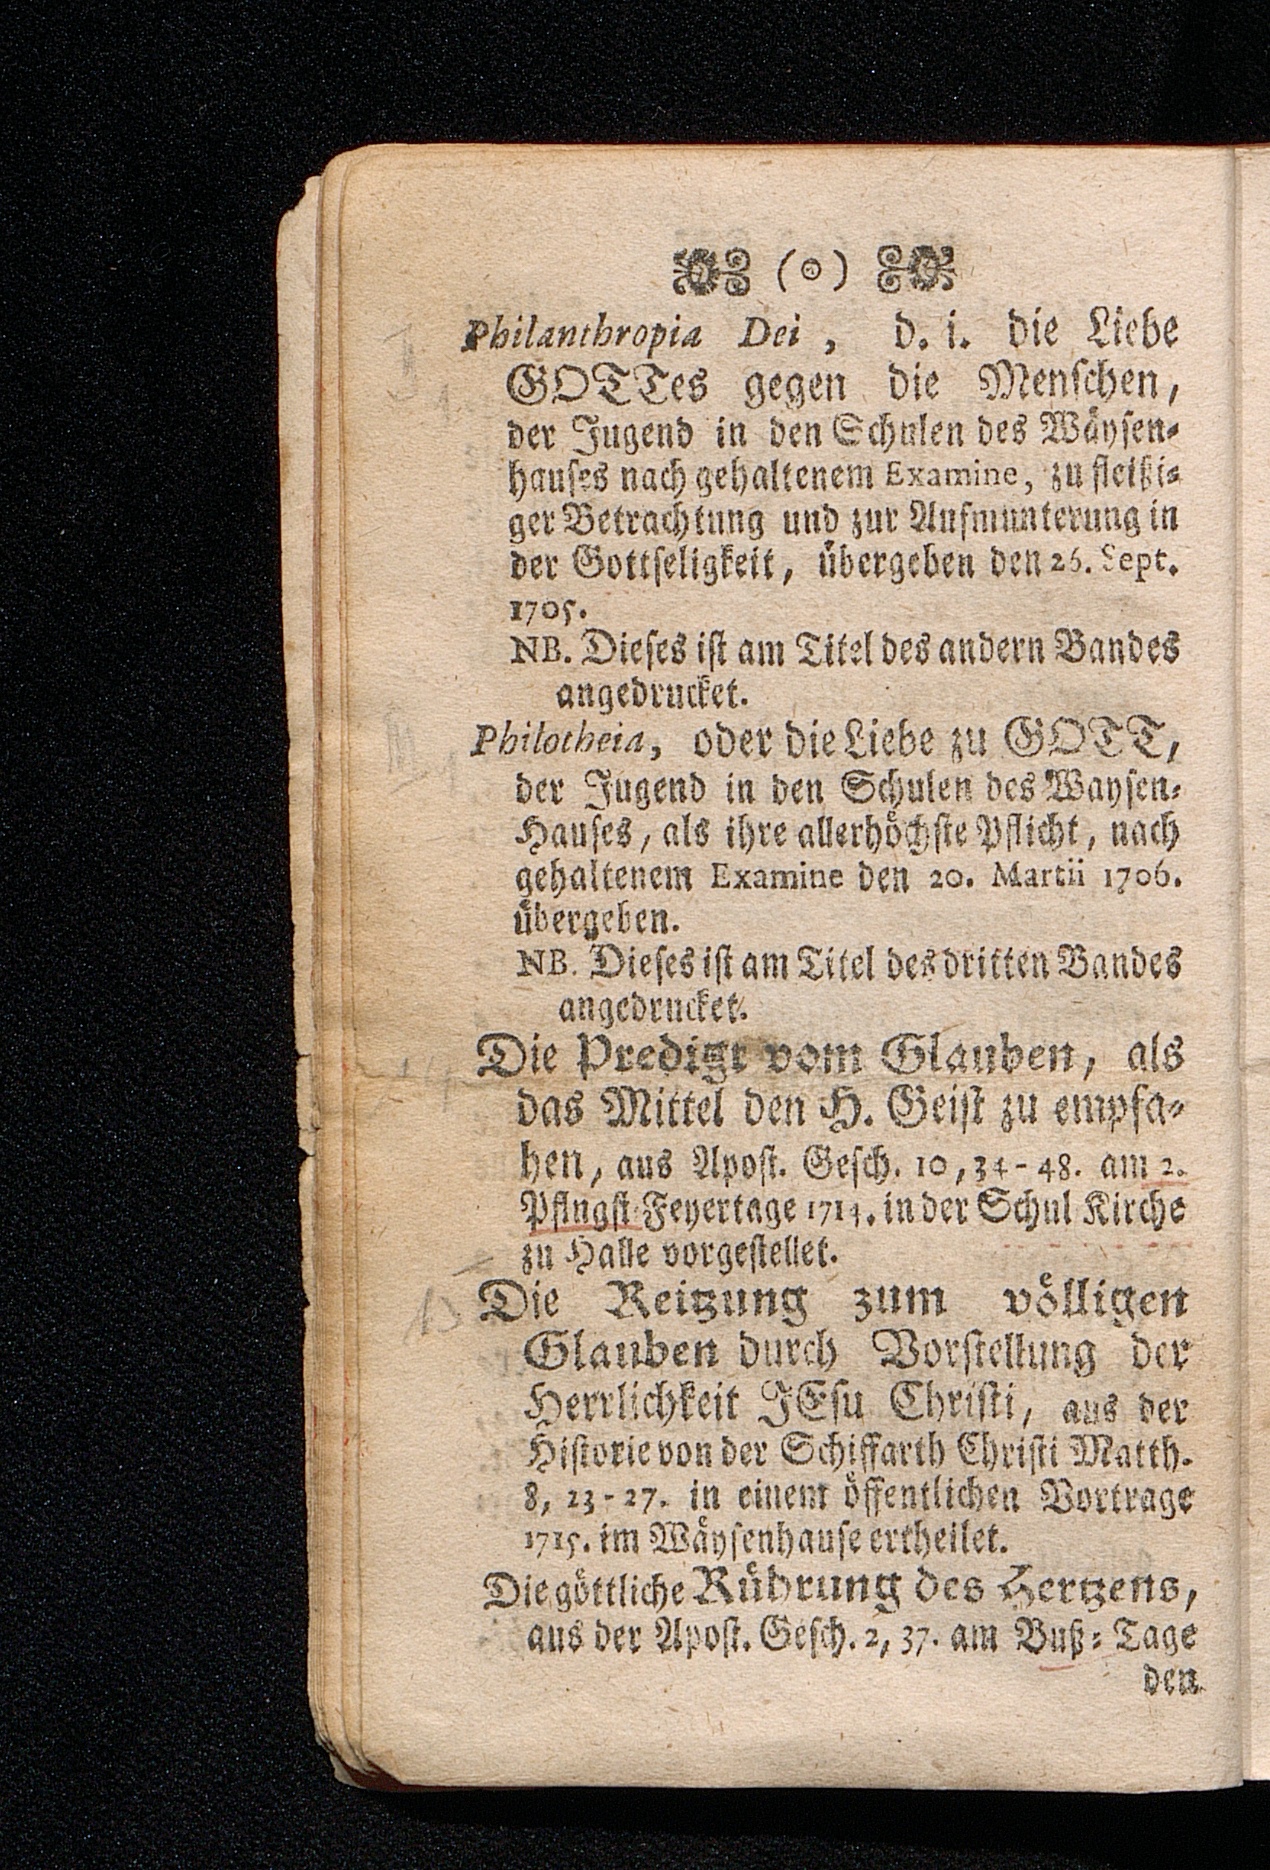 (o)
Philanthropia Dei, d. i. die Liebe
GOTTes gegen die Menschen,
der Jugend in den Schulen des Wäysen-
hauses nach gehaltenem Examine, zu fleißi-
ger Betrachtung und zur Aufmunterung in
der Gottseligkeit, übergeben den 26. Sept.
1705.
NB. Dieses ist am Titel des andern Bandes
angedrucket.
Philotheia, oder die Liebe zu GOTT,
der Jugend in den Schulen des Waysen-
Hauses, als ihre allerhöchste Pflicht, nach
gehaltenem Examine den 20. Martii 1706.
übergeben.
NB. Dieses ist am Titel des dritten Bandes
angedrucket.
Die Predigt vom Glauben, als
das Mittel den H. Geist zu empfa-
hen, aus Apost. Gesch. 10, 34-48. am 2.
Pfingst-Feyertage 1714. in der Schul Kirche
zu Halle vorgestellet.
Die Reitzung zum völligen
Glauben durch Vorstellung der
Herrlichkeit JEsu Christi, aus der
Historie von der Schiffarth Christi Matth.
8, 23-27. in einem öffentlichen Vortrage
1715. im Wäysenhause ertheilet.
Die göttliche Rührung des Hertzens,
aus der Apost. Gesch. 2, 37. am Buß-Tage
den